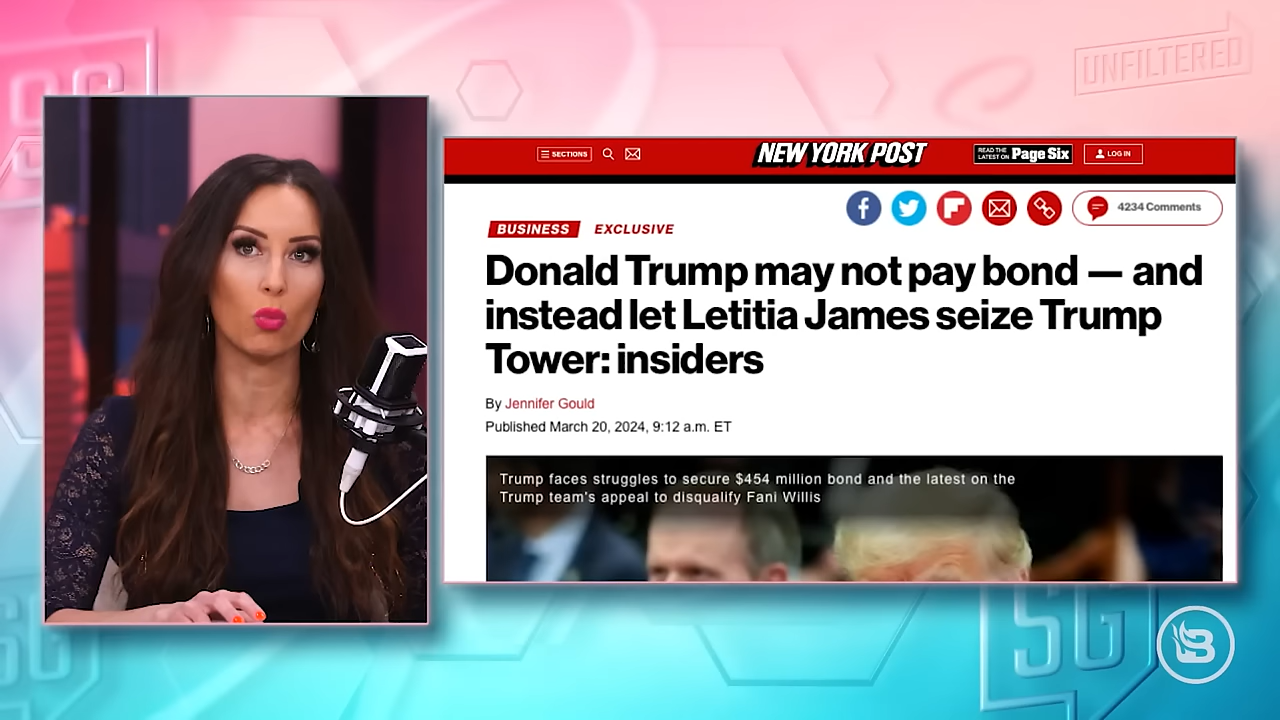 SG
UNFILTERED
SECTIONS
NEW YORK POST
READ THE
LATEST ON
Page Six
LOG IN
4234 Comments
BUSINESS EXCLUSIVE
Donald Trump may not pay bond — and
instead let Letitia James seize Trump
Tower: insiders
By Jennifer Gould
Published March 20, 2024, 9:12 a.m. ET
Trump faces struggles to secure $454 million bond and the latest on the
Trump team's appeal to disqualify Fani Willis
SG
SG
B